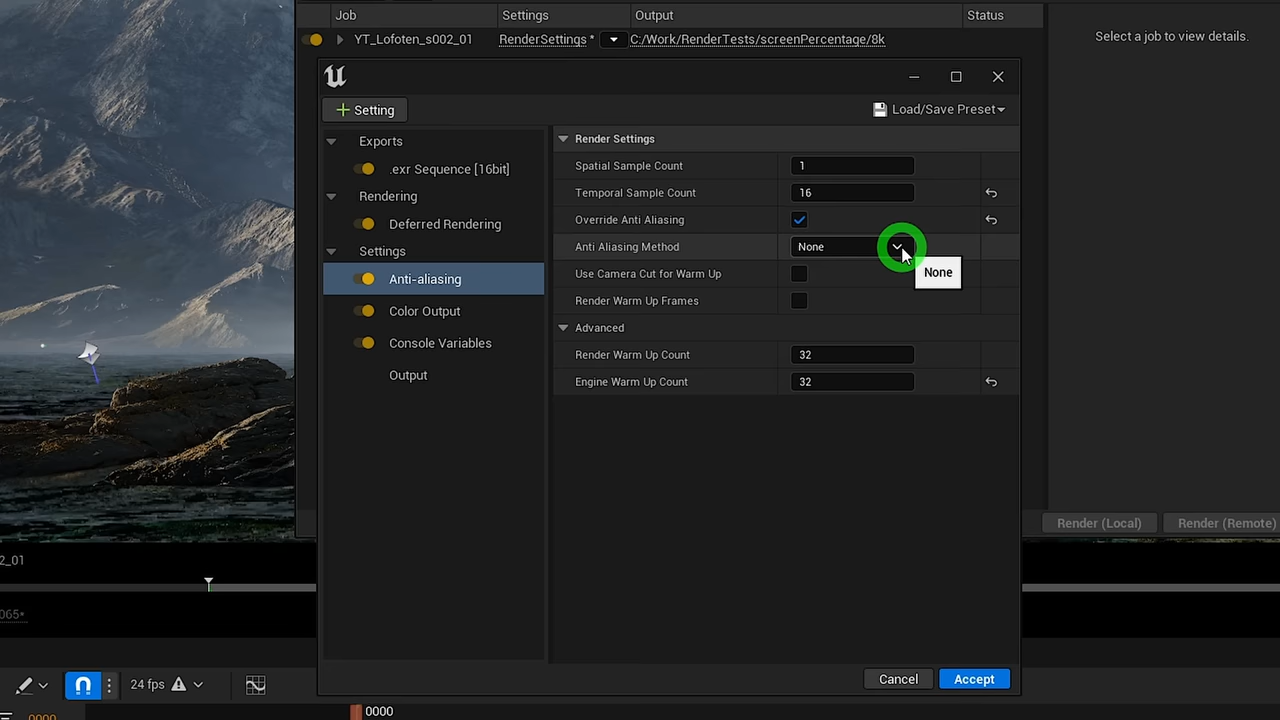 Job Settings Output Status
YT_Lofoten_s002_01 RenderSettings * C:/Work/RenderTests/screenPercentage/8k
Select a job to view details.
+ Setting
Load/Save Preset
Exports
.exr Sequence [16bit]
Rendering
Deferred Rendering
Settings
Anti-aliasing
Color Output
Console Variables
Output
Render Settings
Spatial Sample Count 1
Temporal Sample Count 16
Override Anti Aliasing
Anti Aliasing Method None
None
Use Camera Cut for Warm Up
Render Warm Up Frames
Advanced
Render Warm Up Count 32
Engine Warm Up Count 32
Render (Local) Render (Remote)
2_01
065*
Cancel Accept
24 fps
0000 0000